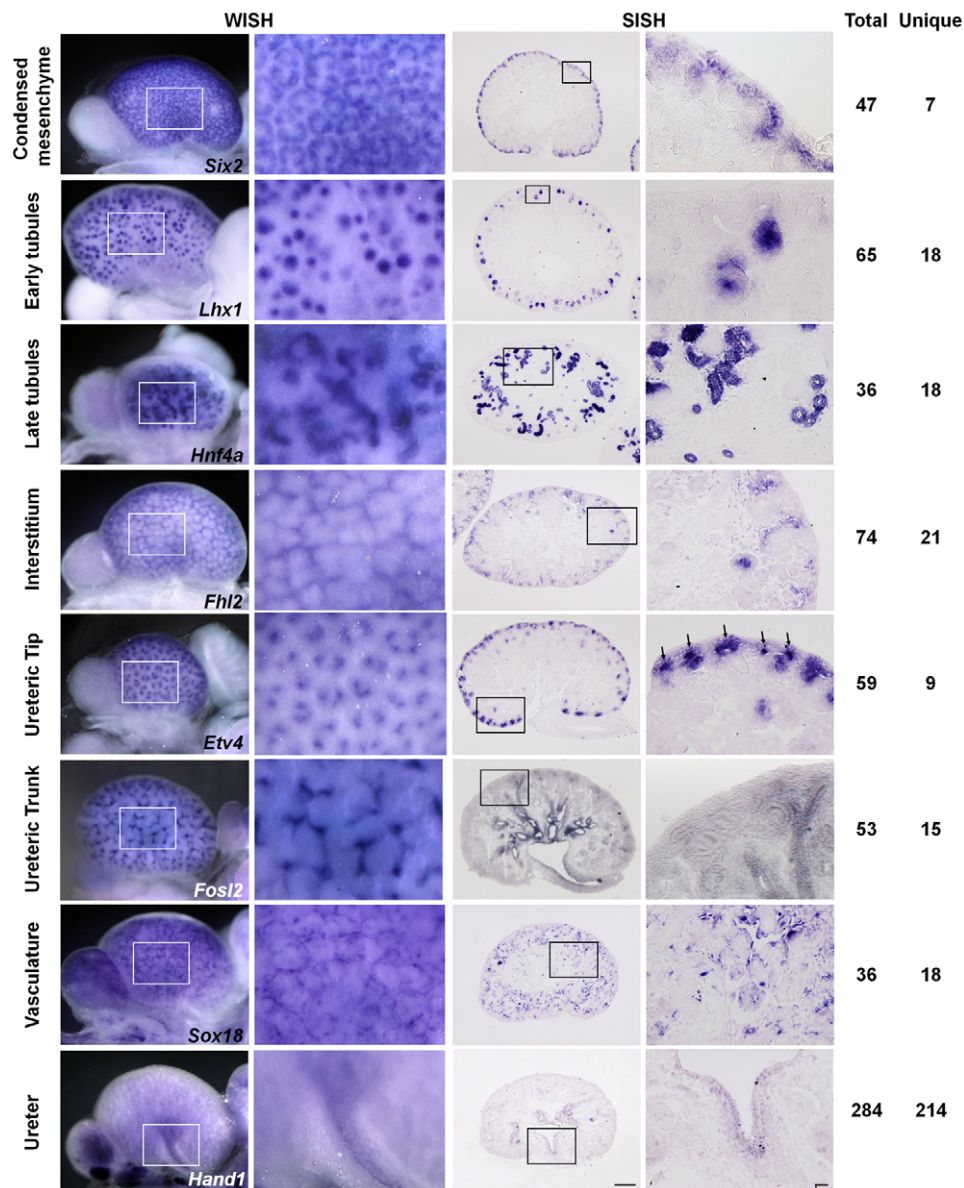 WISH SISH Total Unique
Condensed
mesenchyme
Six2
47 7
Early tubules
Lhx1
65 18
Late tubules
Hnf4a
36 18
Interstitium
Fhl2
74 21
Ureteric Tip
Etv4
59 9
Ureteric Trunk
Fosl2
53 15
Vasculature
Sox18
36 18
Ureter
Hand1
284 214